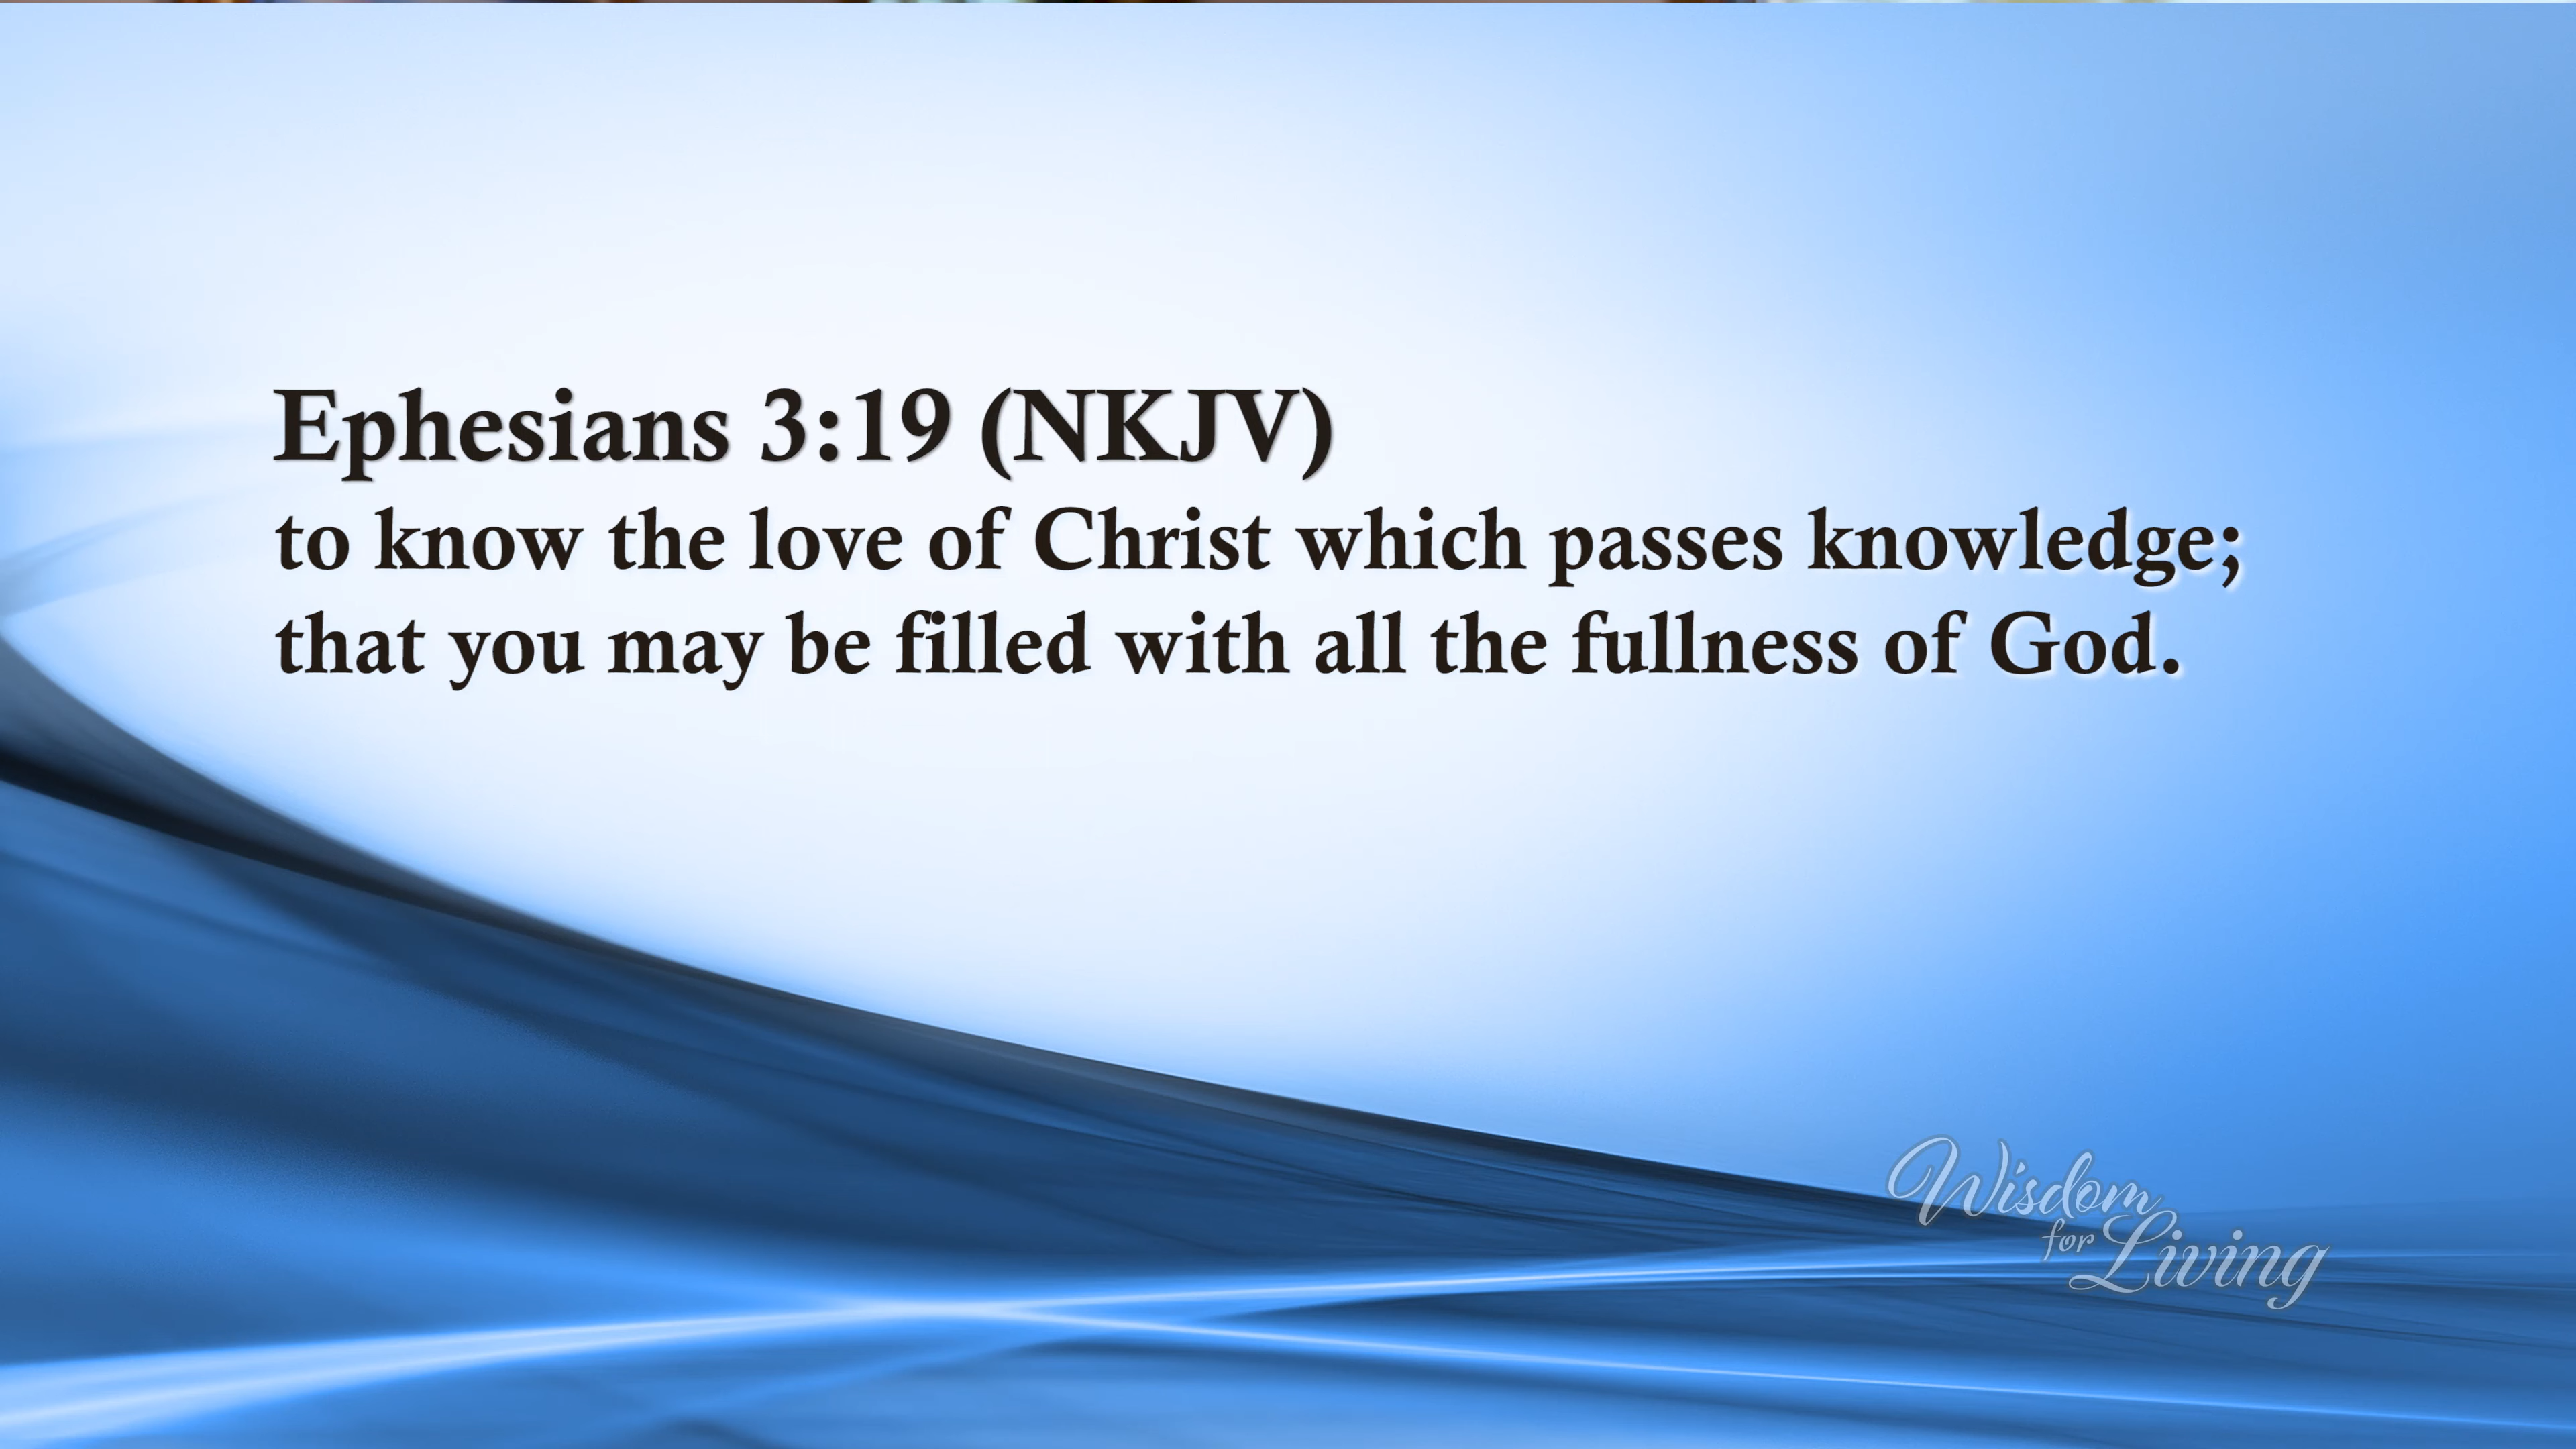 Ephesians 3:19 (NKJV)
to know the love of Christ which passes knowledge;
that you may be filled with all the fullness of God.
Wisdom
for Living